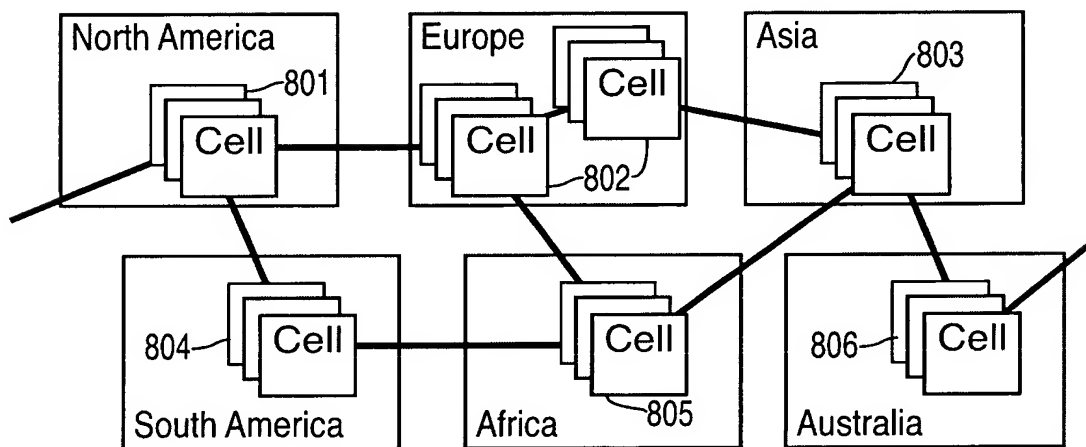 North America
801
Cell
Europe
Cell
Cell
802
Asia
803
Cell
804
Cell
South America
Cell
805
Africa
806
Cell
Australia